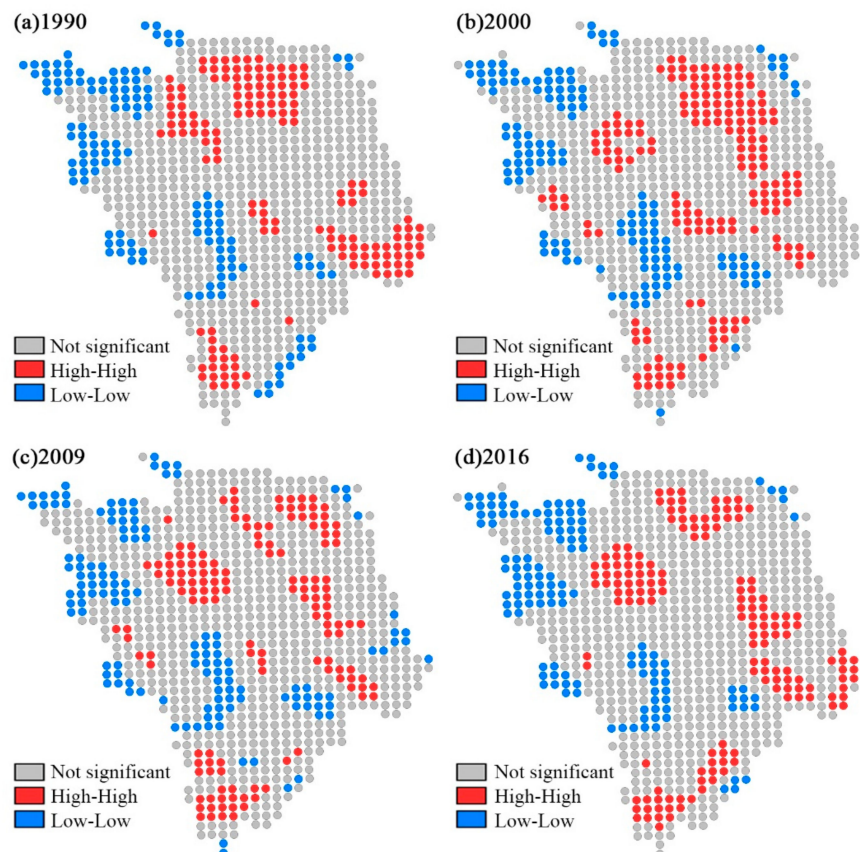 (a)1990
Not significant
High-High
Low-Low
(b)2000
Not significant
High-High
Low-Low
(c)2009
Not significant
High-High
Low-Low
(d)2016
Not significant
High-High
Low-Low